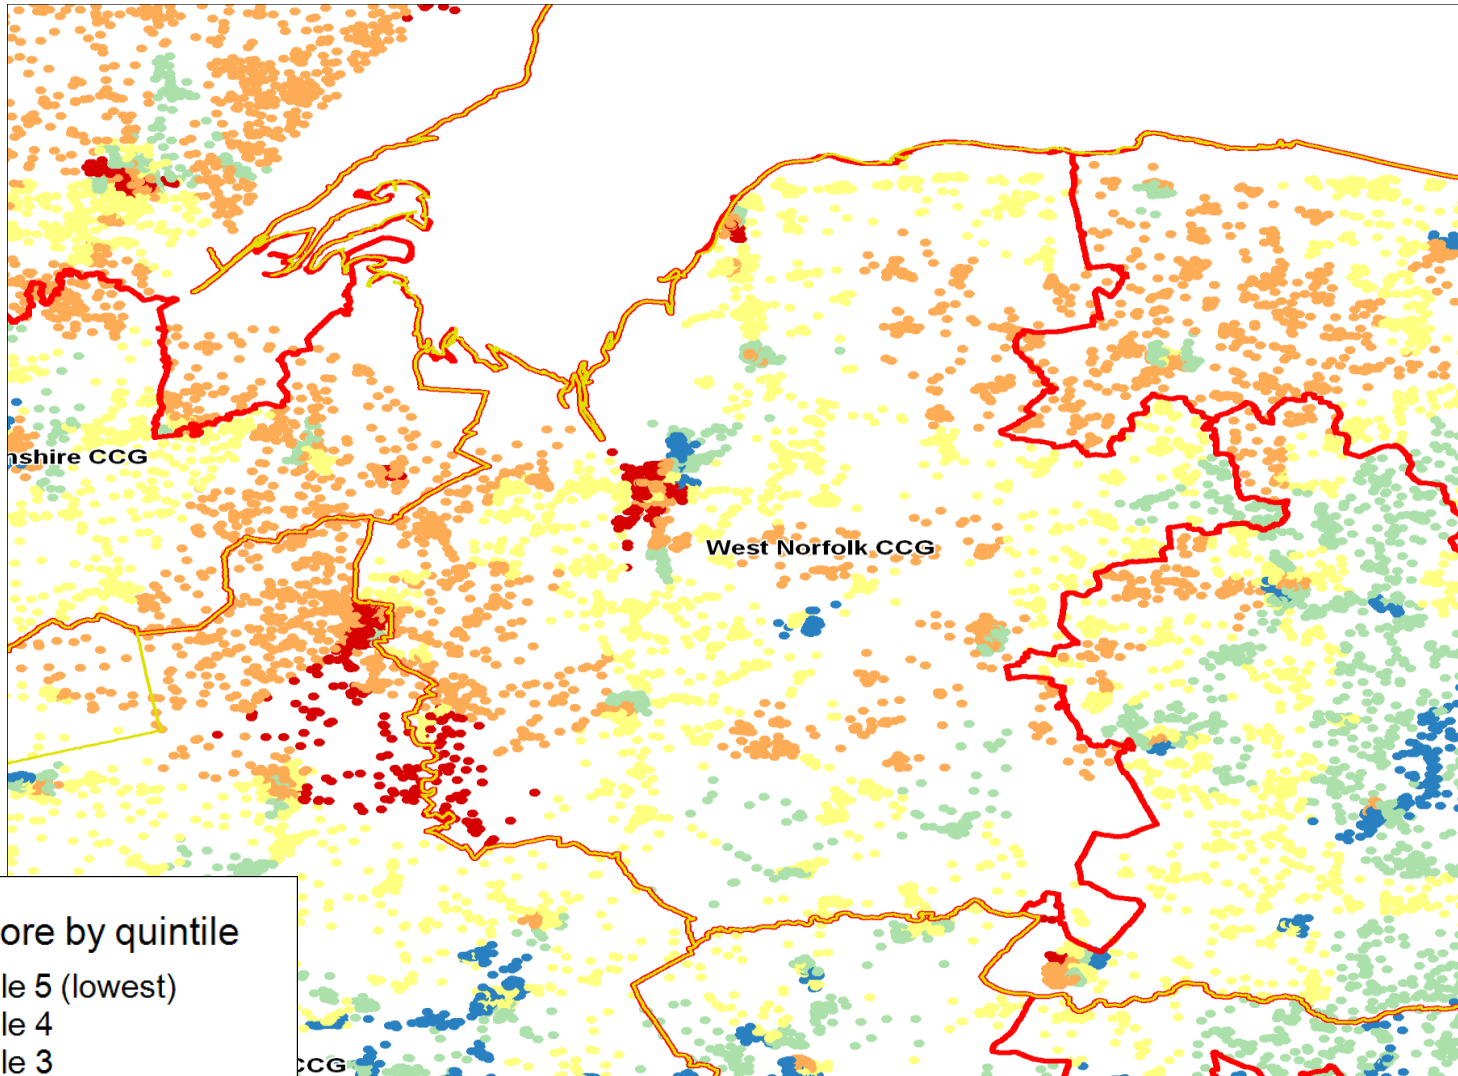 nshire CCG
West Norfolk CCG
ore by quintile
le 5 (lowest)
le 4
le 3
CCG